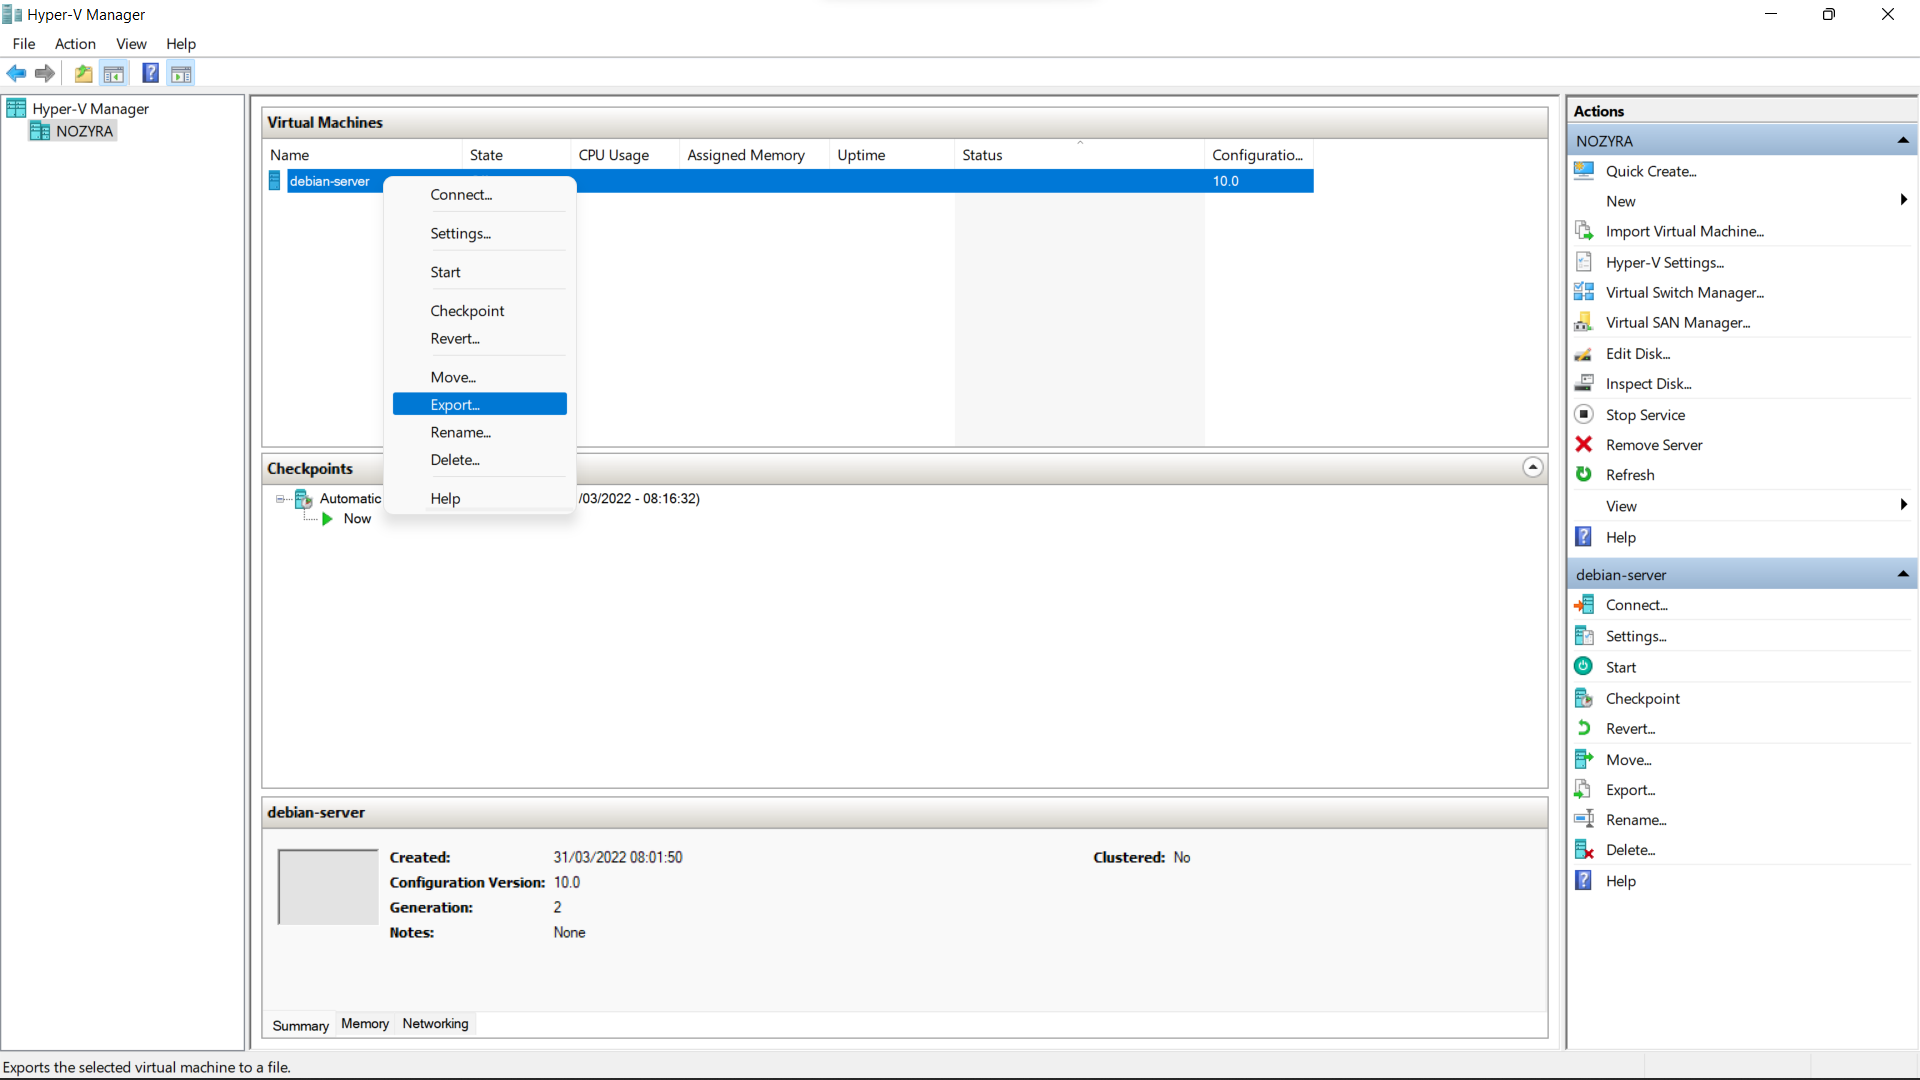 Hyper-V Manager
File Action View Help
Hyper-V Manager
NOZYRA
Virtual Machines
Name State CPU Usage Assigned Memory Uptime Status Configuratio...
debian-server 10.0
Connect...
Settings...
Start
Checkpoint
Revert...
Move...
Export...
Rename...
Delete...
Help
Checkpoints
Automatic /03/2022 - 08:16:32)
Now
debian-server
Created: 31/03/2022 08:01:50 Clustered: No
Configuration Version: 10.0
Generation: 2
Notes: None
Summary Memory Networking
Actions
NOZYRA
Quick Create...
New
Import Virtual Machine...
Hyper-V Settings...
Virtual Switch Manager...
Virtual SAN Manager...
Edit Disk...
Inspect Disk...
Stop Service
Remove Server
Refresh
View
Help
debian-server
Connect...
Settings...
Start
Checkpoint
Revert...
Move...
Export...
Rename...
Delete...
Help
Exports the selected virtual machine to a file.